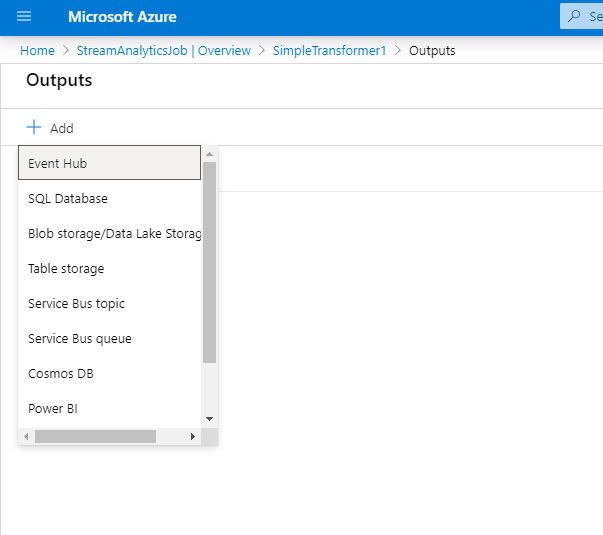 Microsoft Azure
Se
Home > StreamAnalyticsJob | Overview > SimpleTransformer1 > Outputs
Outputs
+ Add
Event Hub
SQL Database
Blob storage/Data Lake Storag
Table storage
Service Bus topic
Service Bus queue
Cosmos DB
Power BI